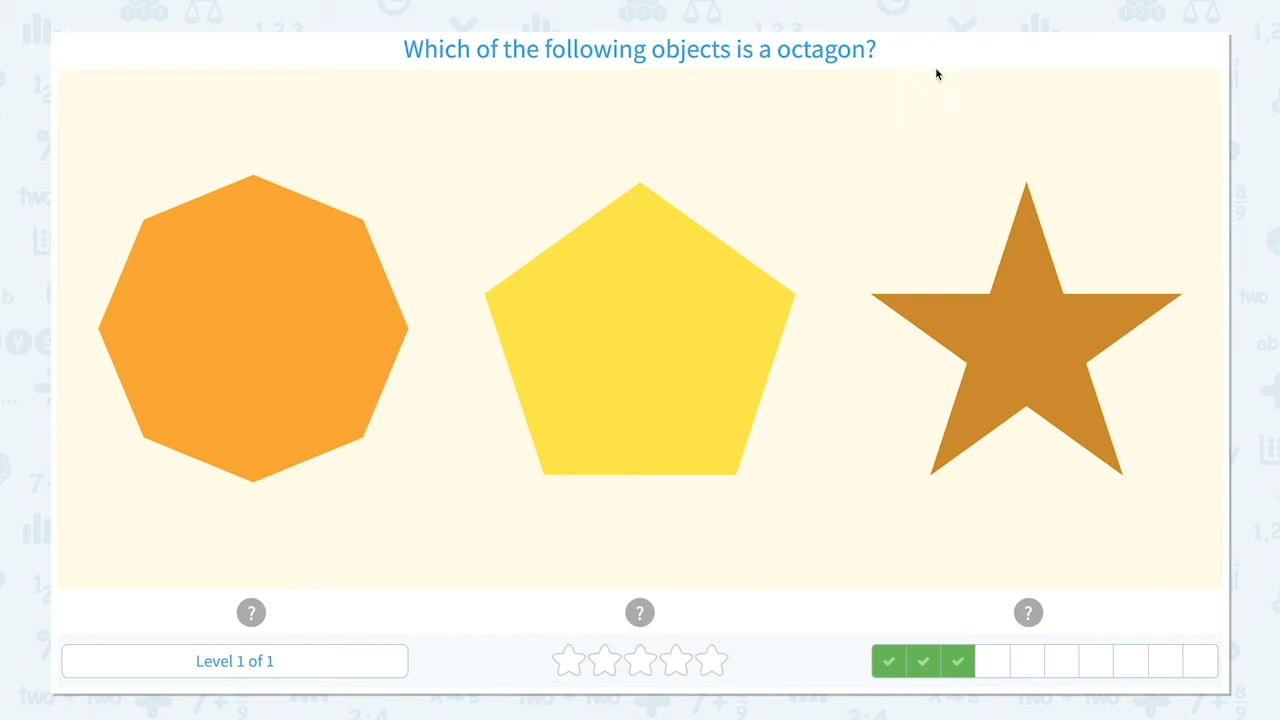 Which of the following objects is a octagon?
? ? ?
Level 1 of 1